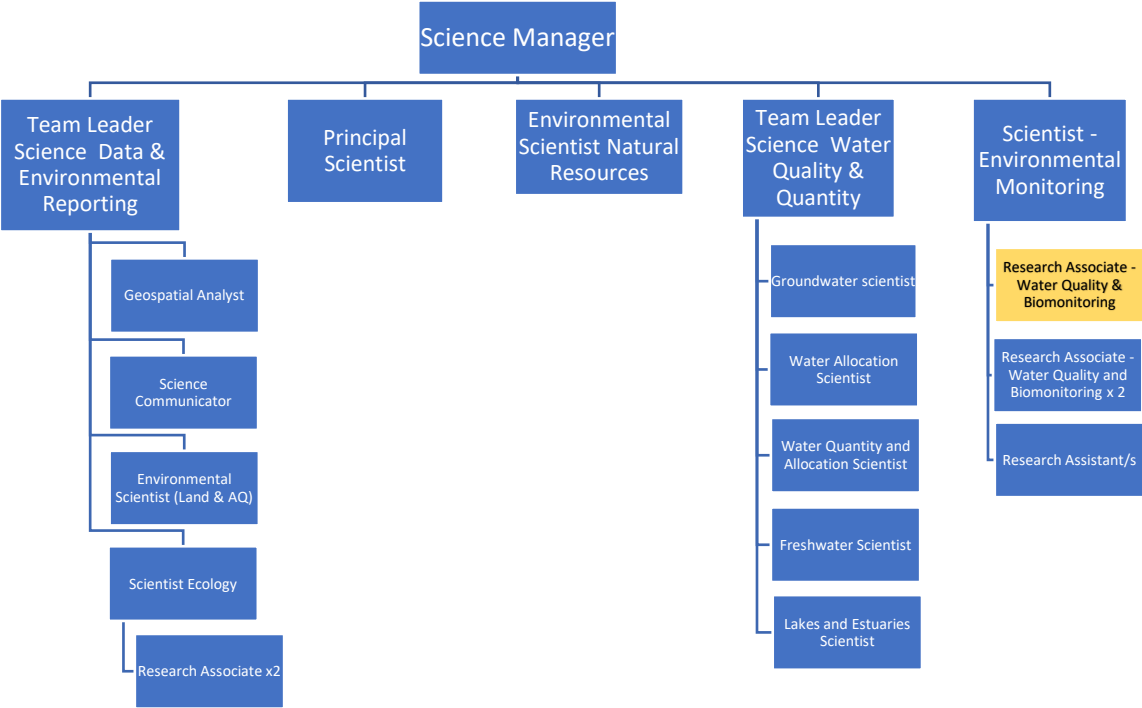 Science Manager
Team Leader
Science Data &
Environmental
Reporting
Principal
Scientist
Environmental
Scientist Natural
Resources
Team Leader
Science Water
Quality &
Quantity
Scientist -
Environmental
Monitoring
Geospatial Analyst
Science
Communicator
Environmental
Scientist (Land & AQ)
Scientist Ecology
Research Associate x2
Groundwater scientist
Water Allocation
Scientist
Water Quantity and
Allocation Scientist
Freshwater Scientist
Lakes and Estuaries
Scientist
Research Associate -
Water Quality &
Biomonitoring
Research Associate -
Water Quality and
Biomonitoring x 2
Research Assistant/s